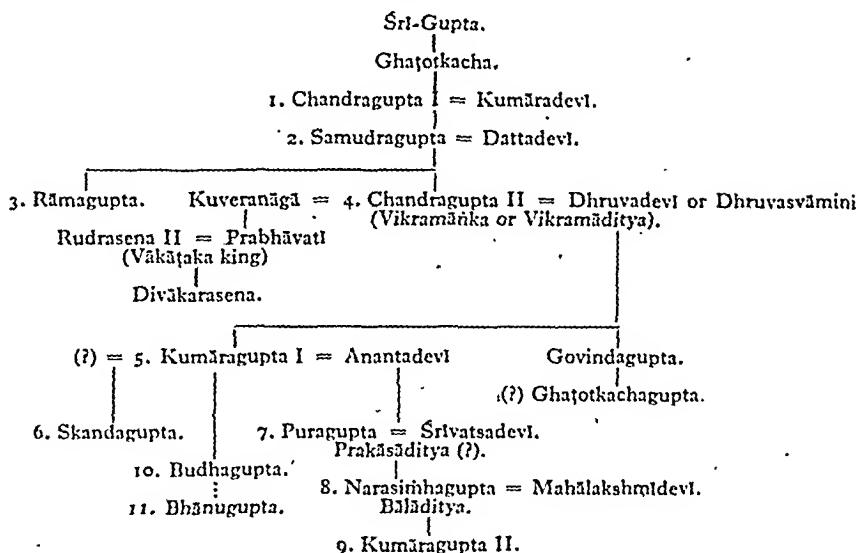 Śrī-Gupta.
Ghaṭotkacha.
1. Chandragupta I = Kumāradevī.
2. Samudragupta = Dattadevī.
3. Rāmagupta. Kuveranāgā = 4. Chandragupta II = Dhruvadevī or Dhruvasvāmini
(Vikramāṅka or Vikramāditya).
Rudrasena II = Prabhāvatī
(Vākāṭaka king)
Divākarasena.
(?) = 5. Kumāragupta I = Anantadevī Govindagupta.
(?) Ghaṭotkachagupta.
6. Skandagupta. 7. Puragupta = Śrīvatsadevī.
Prakāsāditya (?).
10. Budhagupta.
8. Narasiṁhagupta = Mahālakshmīdevī.
11. Bhānugupta. Bālāditya.
9. Kumāragupta II.